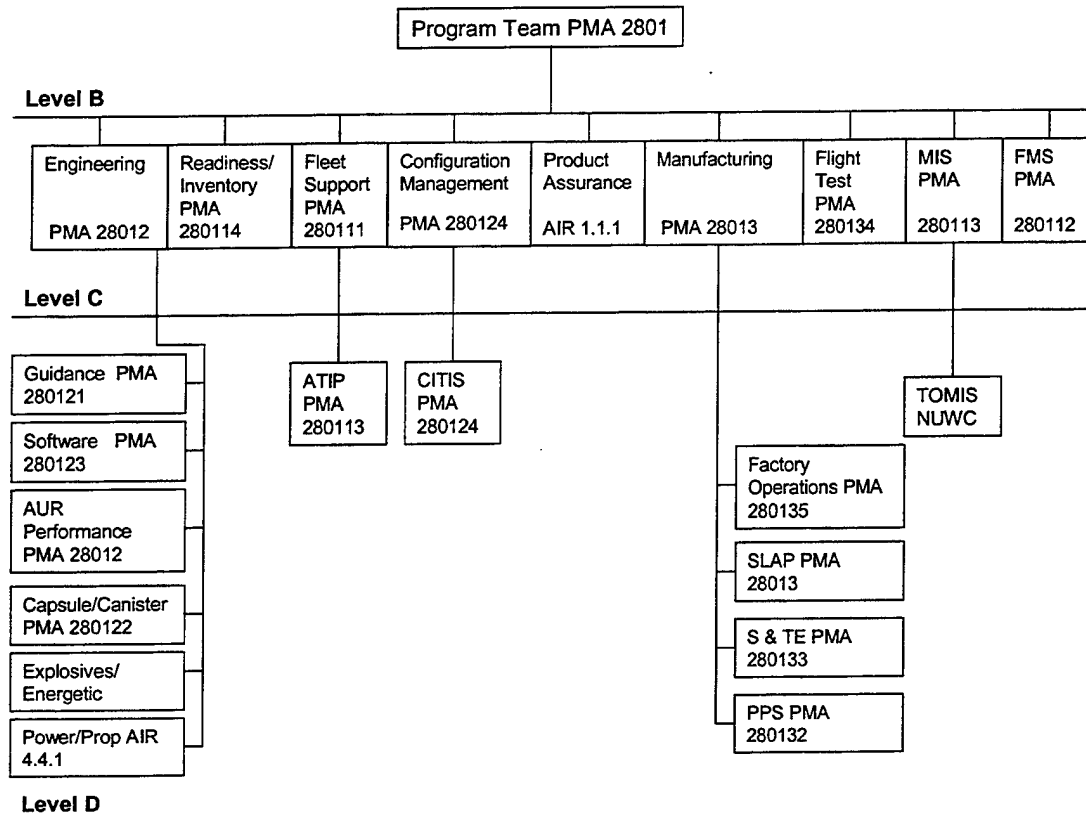 Program Team PMA 2801
Level B
Engineering
PMA 28012
Readiness/
Inventory
PMA
280114
Fleet
Support
PMA
280111
Configuration
Management
PMA 280124
Product
Assurance
AIR 1.1.1
Manufacturing
PMA 28013
Flight
Test
PMA
280134
MIS
PMA
280113
FMS
PMA
280112
Level C
Guidance PMA
280121
Software PMA
280123
AUR
Performance
PMA 28012
Capsule/Canister
PMA 280122
Explosives/
Energetic
Power/Prop AIR
4.4.1
ATIP
PMA
280113
CITIS
PMA
280124
Factory
Operations PMA
280135
SLAP PMA
28013
S & TE PMA
280133
PPS PMA
280132
TOMIS
NUWC
Level D